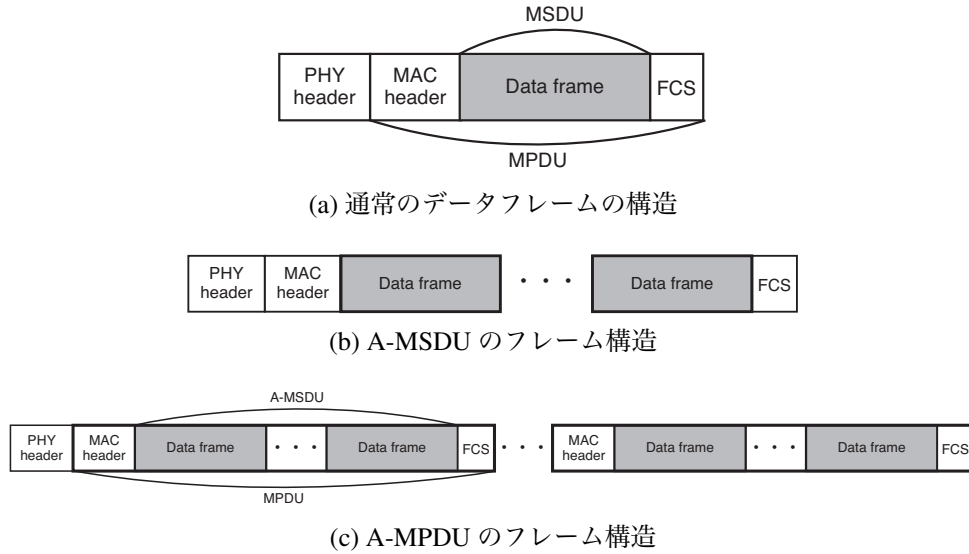 MSDU
PHY header
MAC header
Data frame
FCS
MPDU
(a) 通常のデータフレームの構造
PHY header
MAC header
Data frame
・・・
Data frame
FCS
(b) A-MSDU のフレーム構造
A-MSDU
PHY header
MAC header
Data frame
・・・
Data frame
FCS
・・・
MAC header
Data frame
・・・
Data frame
FCS
MPDU
(c) A-MPDU のフレーム構造